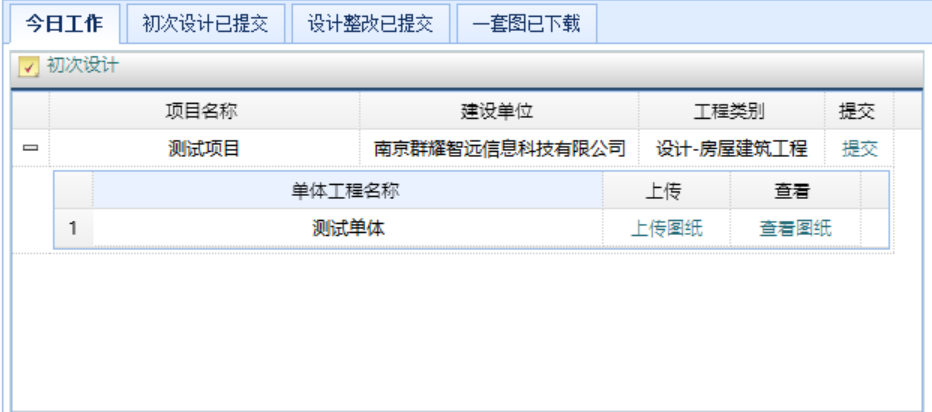 今日工作 初次设计已提交 设计整改已提交 一套图已下载
初次设计
项目名称 建设单位 工程类别 提交
测试项目 南京群耀智远信息科技有限公司 设计-房屋建筑工程 提交
单体工程名称 上传 查看
1 测试单体 上传图纸 查看图纸